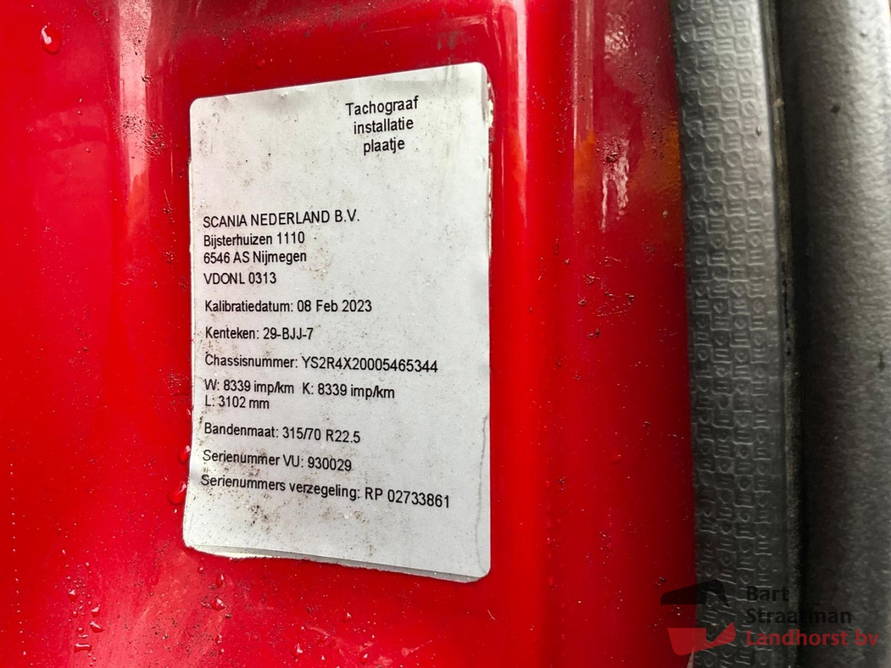 Tachograaf
installatie
plaatje
SCANIA NEDERLAND B.V.
Bijsterhuizen 1110
6546 AS Nijmegen
VDONL 0313
Kalibratiedatum: 08 Feb 2023
Kenteken: 29-BJJ-7
Chassisnummer: YS2R4X20005465344
W: 8339 imp/km K: 8339 imp/km
L: 3102 mm
Bandenmaat: 315/70 R22.5
Serienummer VU: 930029
Serienummers verzegeling: RP 02733861
Bart
Straatman
Landhorst bv